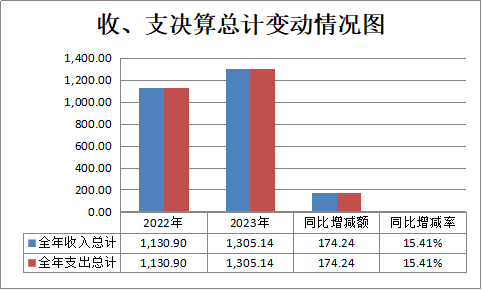 收、支决算总计变动情况图
1,400.00
1,200.00
1,000.00
800.00
600.00
400.00
200.00
0.00
2022年 2023年 同比增减额 同比增减率
全年收入总计 1,130.90 1,305.14 174.24 15.41%
全年支出总计 1,130.90 1,305.14 174.24 15.41%